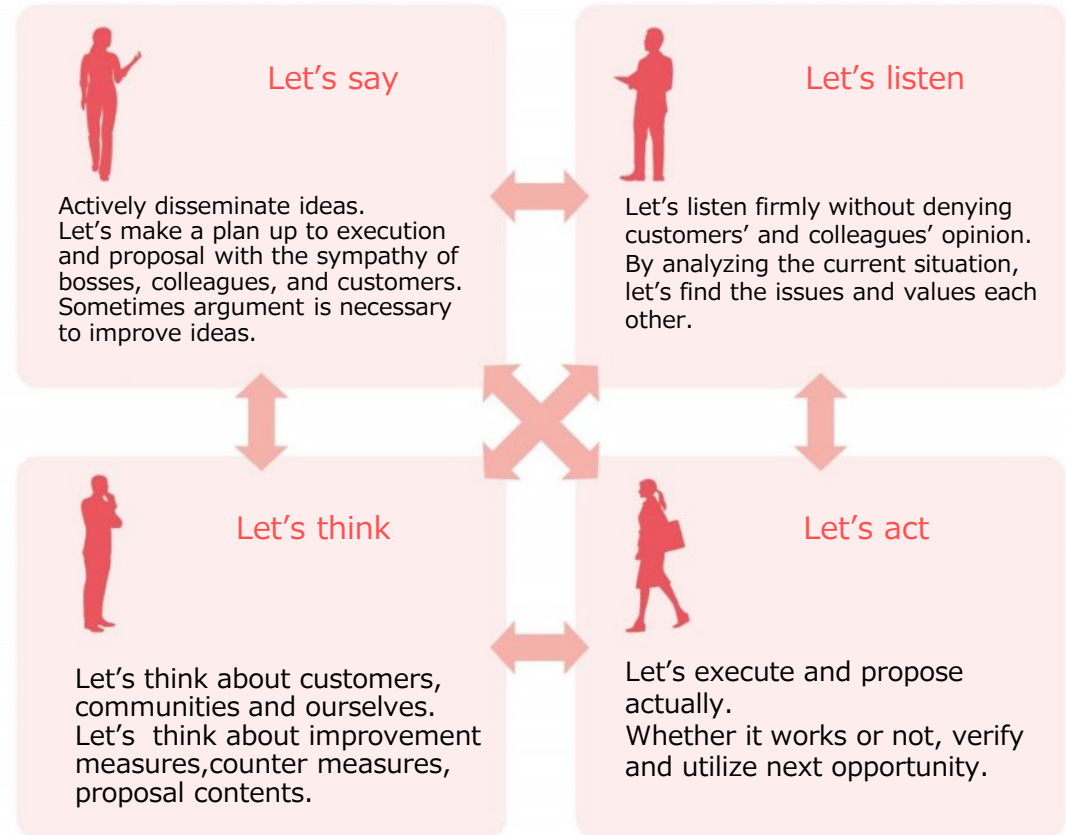 Let’s say
Actively disseminate ideas.
Let’s make a plan up to execution
and proposal with the sympathy of
bosses, colleagues, and customers.
Sometimes argument is necessary
to improve ideas.
Let’s listen
Let’s listen firmly without denying
customers’ and colleagues’ opinion.
By analyzing the current situation,
let’s find the issues and values each
other.
Let’s think
Let’s think about customers,
communities and ourselves.
Let’s  think about improvement
measures,counter measures,
proposal contents.
Let’s act
Let’s execute and propose
actually.
Whether it works or not, verify
and utilize next opportunity.